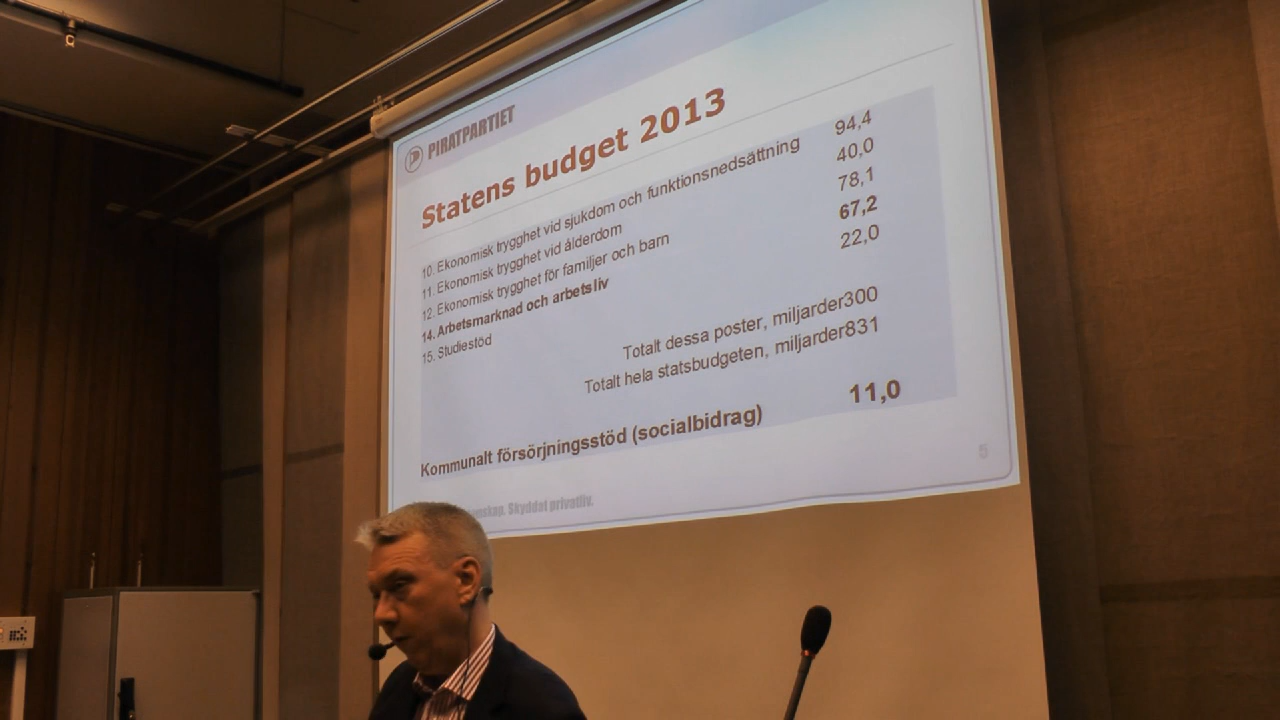 PIRATPARTIET
Statens budget 2013
10. Ekonomisk trygghet vid sjukdom och funktionsnedsättning 94,4
11. Ekonomisk trygghet vid ålderdom 40,0
12. Ekonomisk trygghet för familjer och barn 78,1
14. Arbetsmarknad och arbetsliv 67,2
15. Studiestöd 22,0
Totalt dessa poster, miljarder300
Totalt hela statsbudgeten, miljarder831
Kommunalt försörjningsstöd (socialbidrag) 11,0
Skyddat privatliv.
5